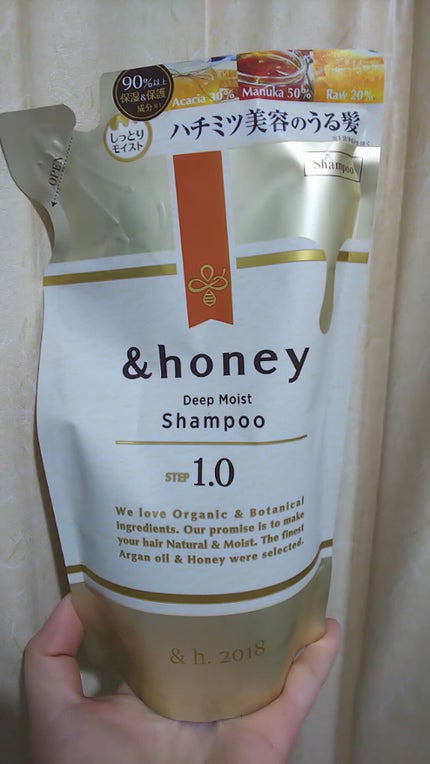 90%以上
保湿&保護
成分
Acacia 30% Manuka 50% Raw 20%
しっとり
モイスト
ハチミツ美容のうる髪
OPEN
Shampoo
&honey
Deep Moist
Shampoo
STEP 1.0
We love Organic & Botanical
ingredients. Our promise is to make
your hair Natural & Moist. The finest
Argan oil & Honey were selected.
& h. 2018